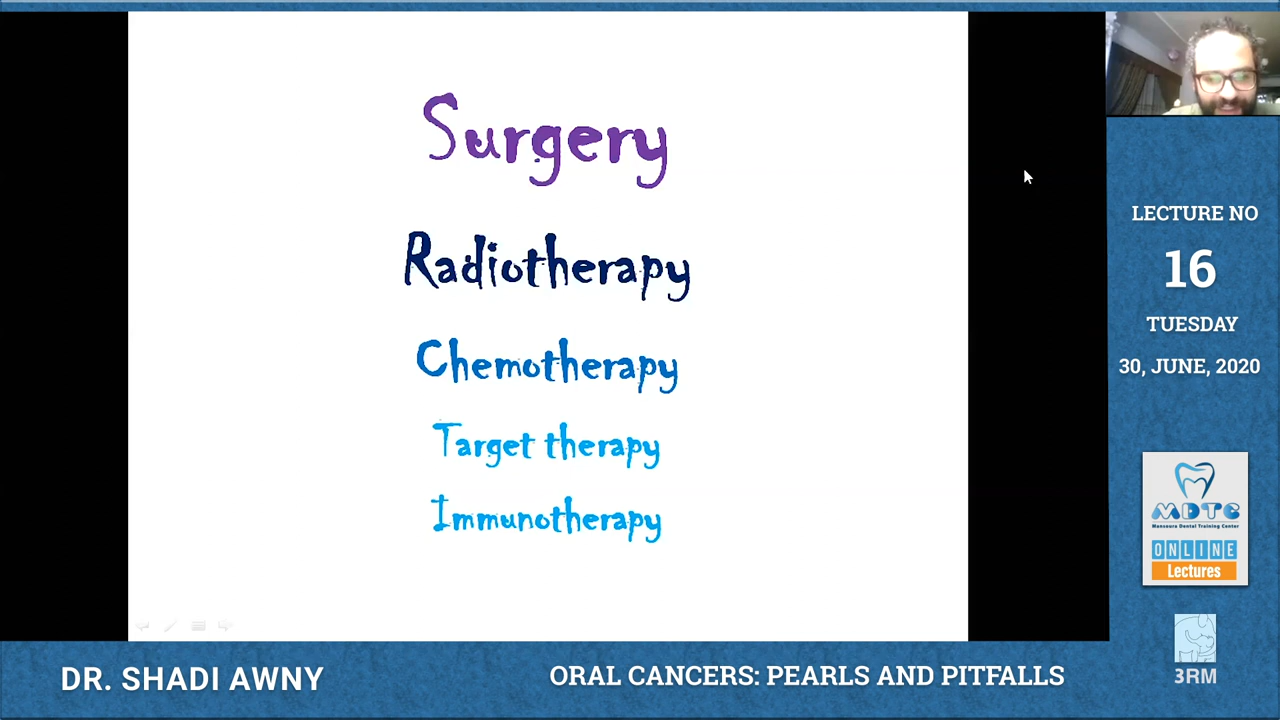 Surgery
Radiotherapy
Chemotherapy
Target therapy
Immunotherapy
LECTURE NO
16
TUESDAY
30, JUNE, 2020
MDTC
Mansoura Dental Training Center
ONLINE
Lectures
3RM
DR. SHADI AWNY
ORAL CANCERS: PEARLS AND PITFALLS